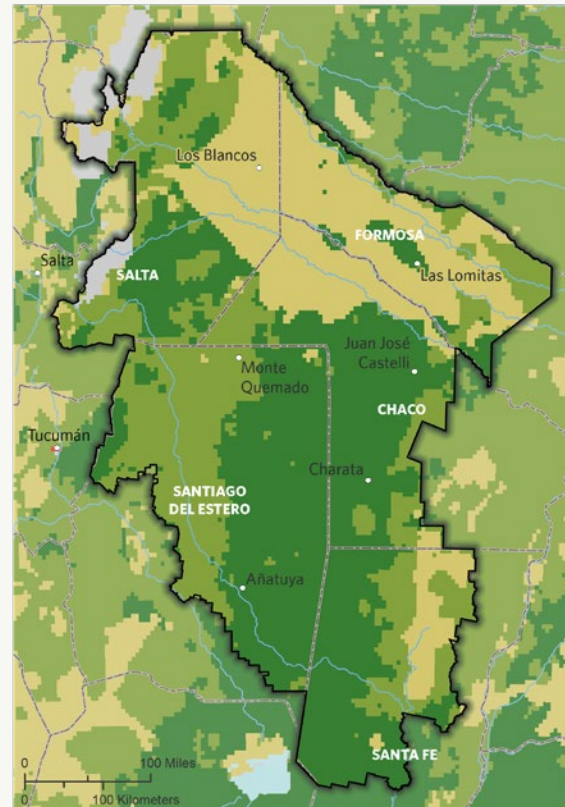 Los Blancos
FORMOSA
Salta
SALTA
Las Lomitas
Juan José
Castelli
Monte
Quemado
CHACO
Tucumán
Charata
SANTIAGO
DEL ESTERO
Añatuya
SANTA FE
0 100 Miles
0 100 Kilometers